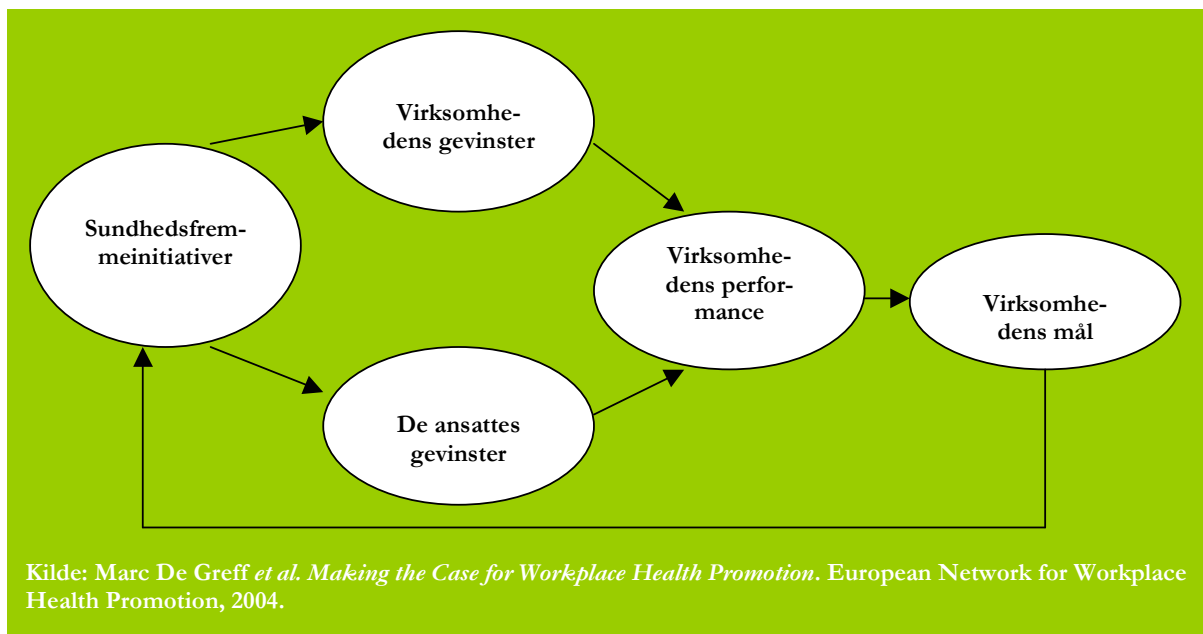 Virksomhe-
dens gevinster
Sundhedsfrem-
meinitiativer
Virksomhe-
dens perfor-
mance
Virksomhe-
dens mål
De ansattes
gevinster
Kilde: Marc De Greff et al. Making the Case for Workplace Health Promotion. European Network for Workplace
Health Promotion, 2004.